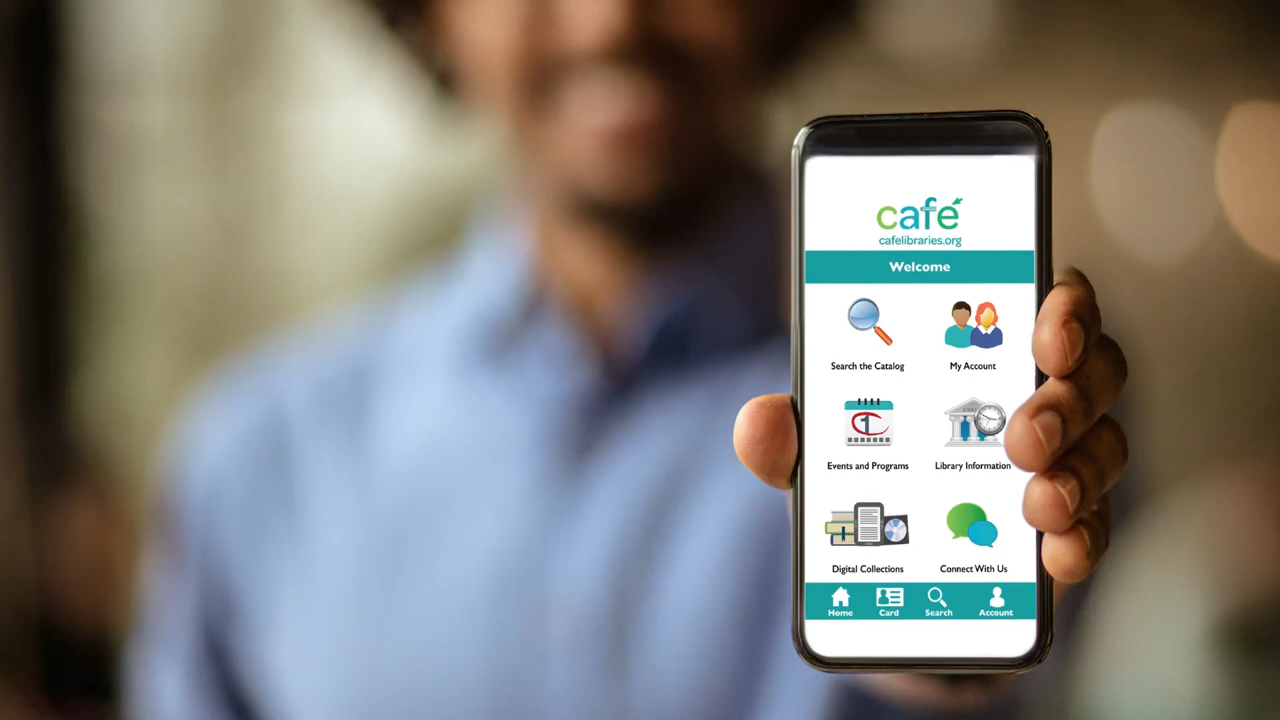 café
cafelibraries.org
Welcome
Search the Catalog
My Account
1
Events and Programs
Library Information
Digital Collections
Connect With Us
Home
Card
Search
Account